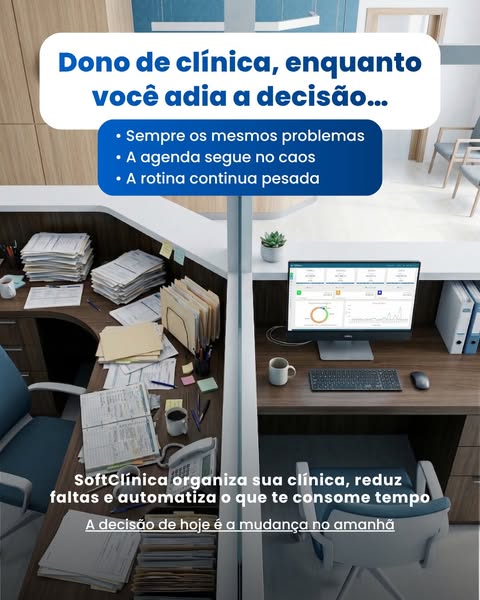 Dono de clínica, enquanto
você adia a decisão...
• Sempre os mesmos problemas
• A agenda segue no caos
• A rotina continua pesada
SoftClínica organiza sua clínica, reduz
faltas e automatiza o que te consome tempo
A decisão de hoje é a mudança no amanhã